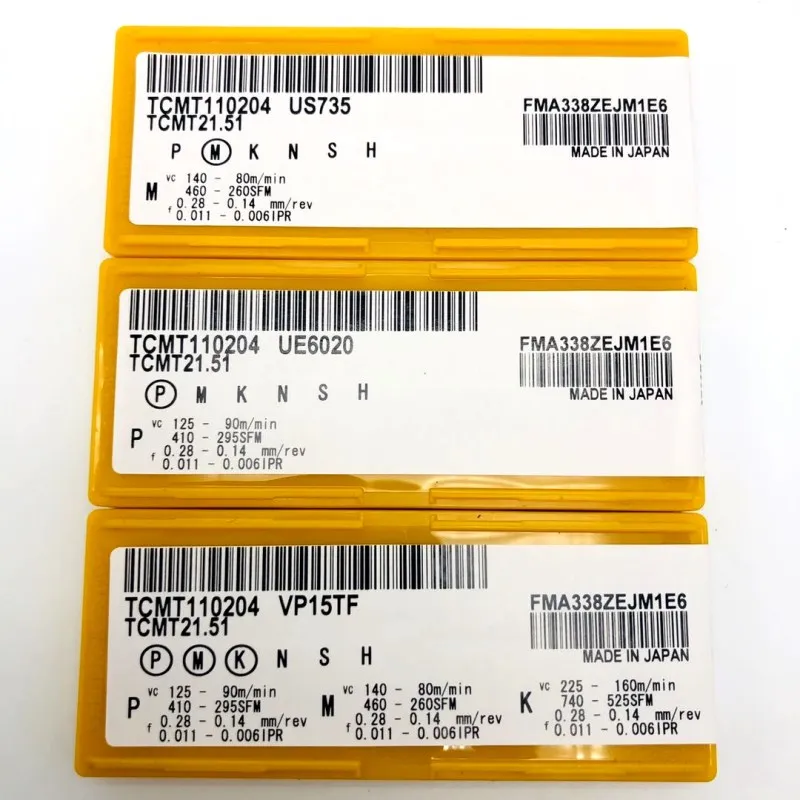 TCMT110204 US735
TCMT21.51
FMA338ZEJM1E6
MADE IN JAPAN
P M K N S H
M
vc 140 - 80m/min
460 - 260SFM
f 0.28 - 0.14 mm/rev
0.011 - 0.006IPR
TCMT110204 UE6020
TCMT21.51
FMA338ZEJM1E6
MADE IN JAPAN
P M K N S H
P
vc 125 - 90m/min
410 - 295SFM
f 0.28 - 0.14 mm/rev
0.011 - 0.006IPR
TCMT110204 VP15TF
TCMT21.51
FMA338ZEJM1E6
MADE IN JAPAN
P M K N S H
P
vc 125 - 90m/min
410 - 295SFM
f 0.28 - 0.14 mm/rev
0.011 - 0.006IPR
M
vc 140 - 80m/min
460 - 260SFM
f 0.28 - 0.14 mm/rev
0.011 - 0.006IPR
K
vc 225 - 160m/min
740 - 525SFM
f 0.28 - 0.14 mm/rev
0.011 - 0.006IPR